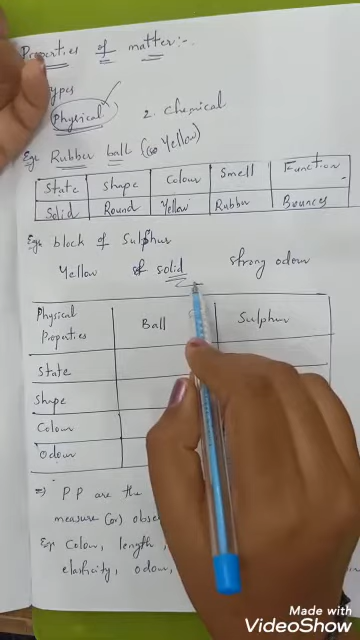 Properties of matter:-
Types
Physical 2. Chemical
Eg: Rubber ball (Yellow)
State Shape Colour Smell Function
Solid Round Yellow Rubber Bounces
Eg: block of Sulphur
Yellow solid strong odour
Physical Properties Ball Sulphur
State
Shape
Colour
Odour
=) PP are the
measure (or)
Eg: Colour, length,
elasticity, odour,
Made with
VideoShow